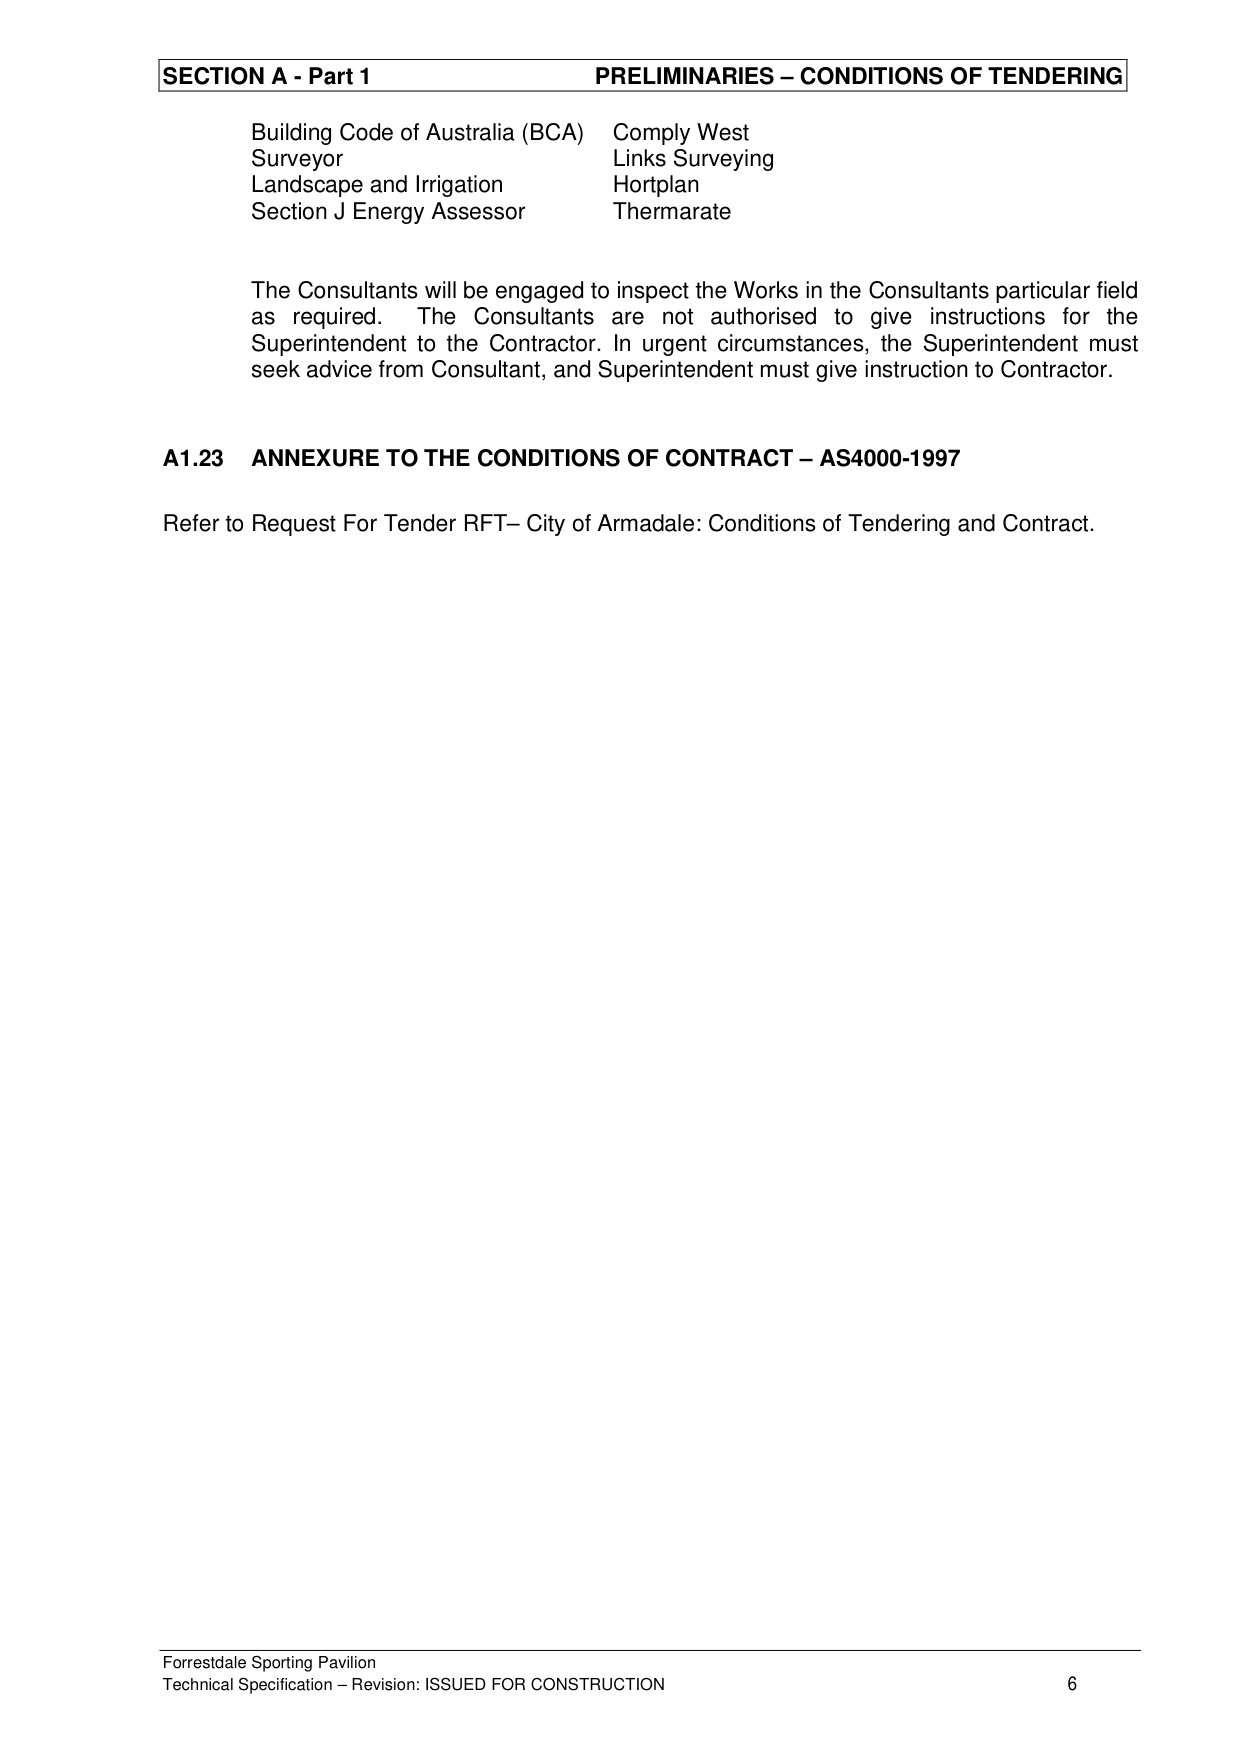 SECTION A - Part 1 PRELIMINARIES – CONDITIONS OF TENDERING
Building Code of Australia (BCA) Comply West
Surveyor Links Surveying
Landscape and Irrigation Hortplan
Section J Energy Assessor Thermarate
The Consultants will be engaged to inspect the Works in the Consultants particular field
as required. The Consultants are not authorised to give instructions for the
Superintendent to the Contractor. In urgent circumstances, the Superintendent must
seek advice from Consultant, and Superintendent must give instruction to Contractor.
A1.23 ANNEXURE TO THE CONDITIONS OF CONTRACT – AS4000-1997
Refer to Request For Tender RFT– City of Armadale: Conditions of Tendering and Contract.
Forrestdale Sporting Pavilion
Technical Specification – Revision: ISSUED FOR CONSTRUCTION 6